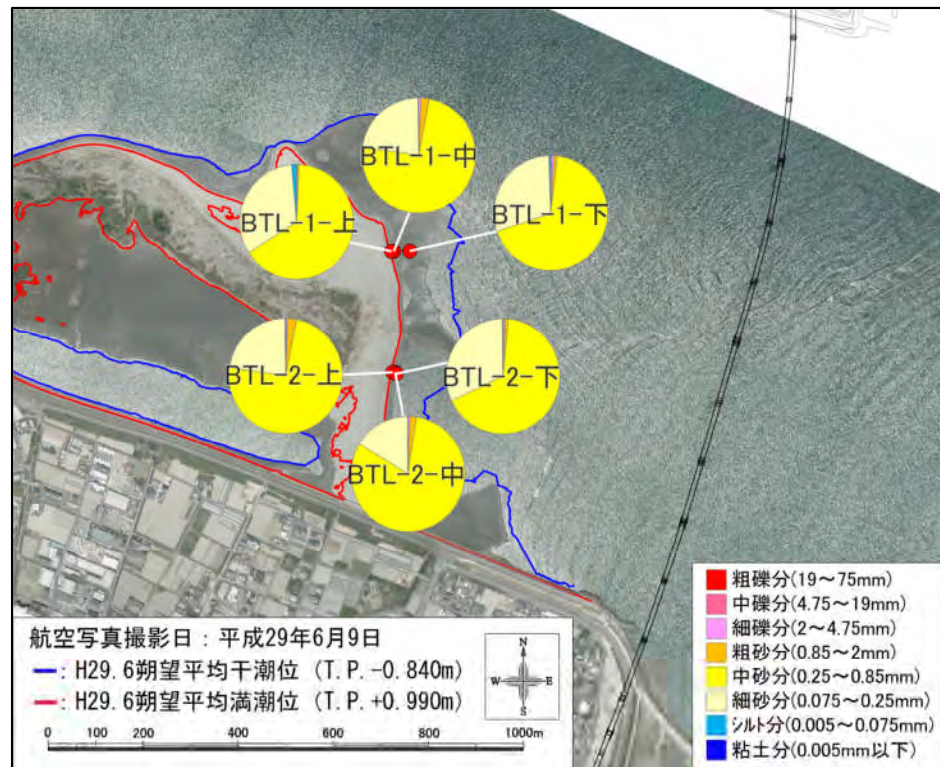 BTL-1-中
BTL-1-下
BTL-1-上
BTL-2-上
BTL-2-下
BTL-2-中
航空写真撮影日：平成29年6月9日
：H29.6朔望平均干潮位（T.P.-0.840m）
：H29.6朔望平均満潮位（T.P.+0.990m）
N
W E
S
0 100 200 400 600 800 1000m
粗礫分(19～75mm)
中礫分(4.75～19mm)
細礫分(2～4.75mm)
粗砂分(0.85～2mm)
中砂分(0.25～0.85mm)
細砂分(0.075～0.25mm)
シルト分(0.005～0.075mm)
粘土分(0.005mm以下)